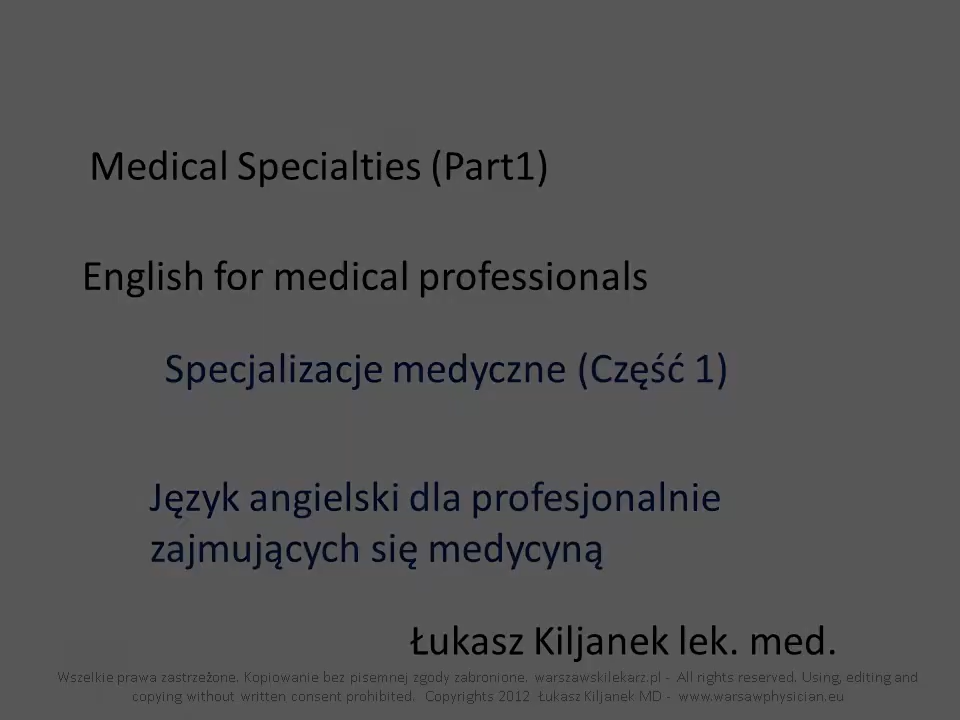 Medical Specialties (Part1)
English for medical professionals
Specjalizacje medyczne (Część 1)
Język angielski dla profesjonalnie
zajmujących się medycyną
Łukasz Kiljanek lek. med.
Wszelkie prawa zastrzeżone. Kopiowanie bez pisemnej zgody zabronione, warszawskilekarz.pl - All rights reserved. Using, editing and
copying without written consent prohibited. Copyrights 2012 Łukasz Kiljanek MD - www.warsawphysician.eu